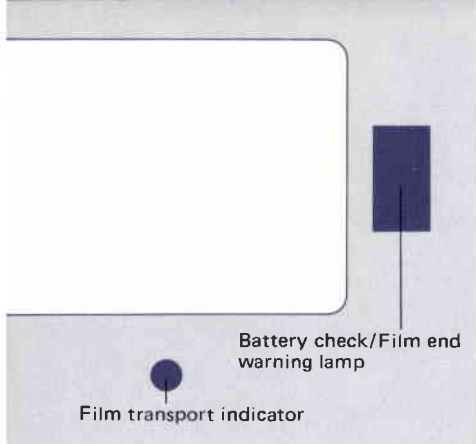 Battery check/Film end
warning lamp
Film transport indicator